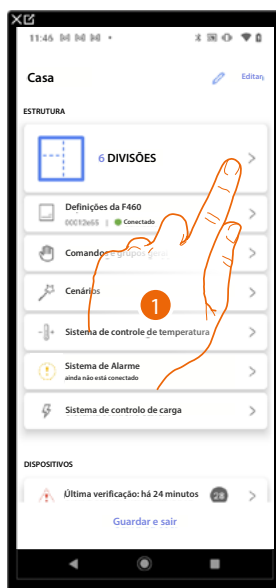 11:46
Casa
Editar
ESTRUTURA
6 DIVISÕES
Definições da F460
00012e65 | Conectado
Comandos e grupos gerais
Cenários
1
Sistema de controle de temperatura
Sistema de Alarme
ainda não está conectado
Sistema de controlo de carga
DISPOSITIVOS
Última verificação: há 24 minutos
28
Guardar e sair